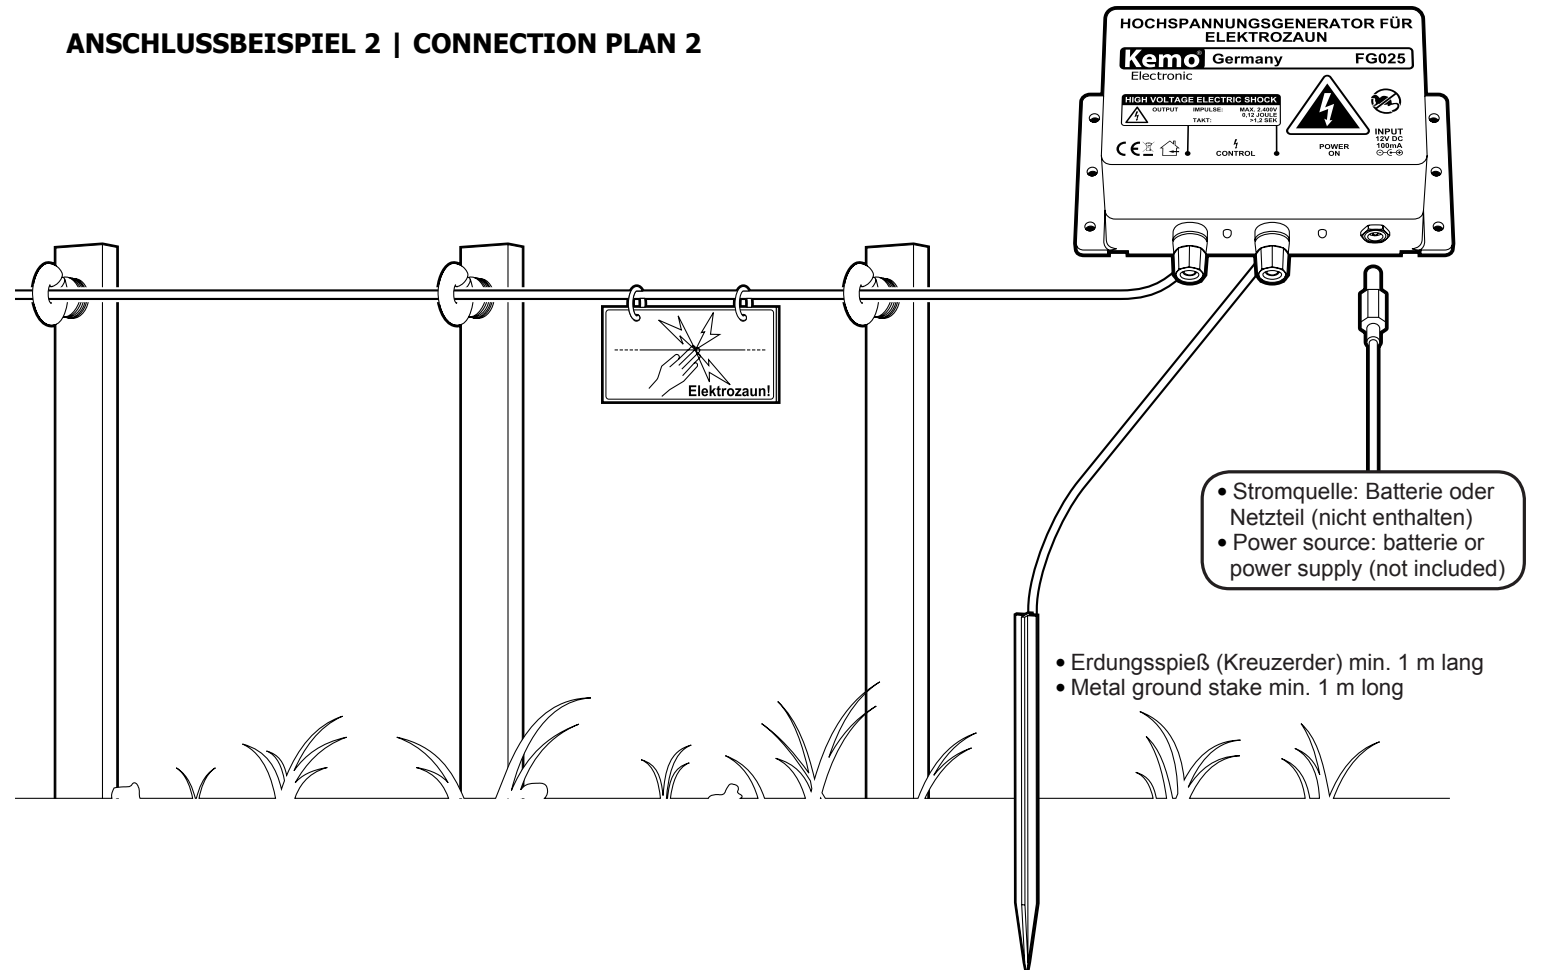 ANSCHLUSSBEISPIEL 2 | CONNECTION PLAN 2
HOCHSPANNUNGSGENERATOR FÜR
ELEKTROZAUN
Kemo® Germany FG025
Electronic
HIGH VOLTAGE ELECTRIC SHOCK
OUTPUT IMPULSE: MAX. 2.400V
0,12 JOULE
TAKT: >1,2 SEK
INPUT
12V DC
100mA
CE
CONTROL
POWER
ON
Elektrozaun!
• Stromquelle: Batterie oder
Netzteil (nicht enthalten)
• Power source: batterie or
power supply (not included)
• Erdungsspieß (Kreuzerder) min. 1 m lang
• Metal ground stake min. 1 m long